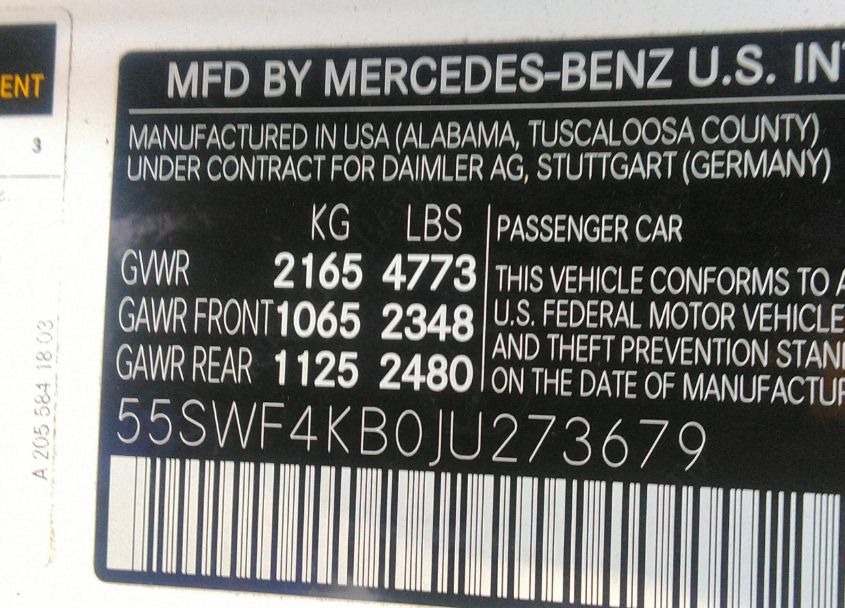 ENT
3
A 205 584 18 03
MFD BY MERCEDES-BENZ U.S. IN
MANUFACTURED IN USA (ALABAMA, TUSCALOOSA COUNTY)
UNDER CONTRACT FOR DAIMLER AG, STUTTGART (GERMANY)
KG LBS
GVWR 2165 4773
GAWR FRONT 1065 2348
GAWR REAR 1125 2480
PASSENGER CAR
THIS VEHICLE CONFORMS TO A
U.S. FEDERAL MOTOR VEHICLE
AND THEFT PREVENTION STAN
ON THE DATE OF MANUFACTUR
55SWF4KB0JU273679